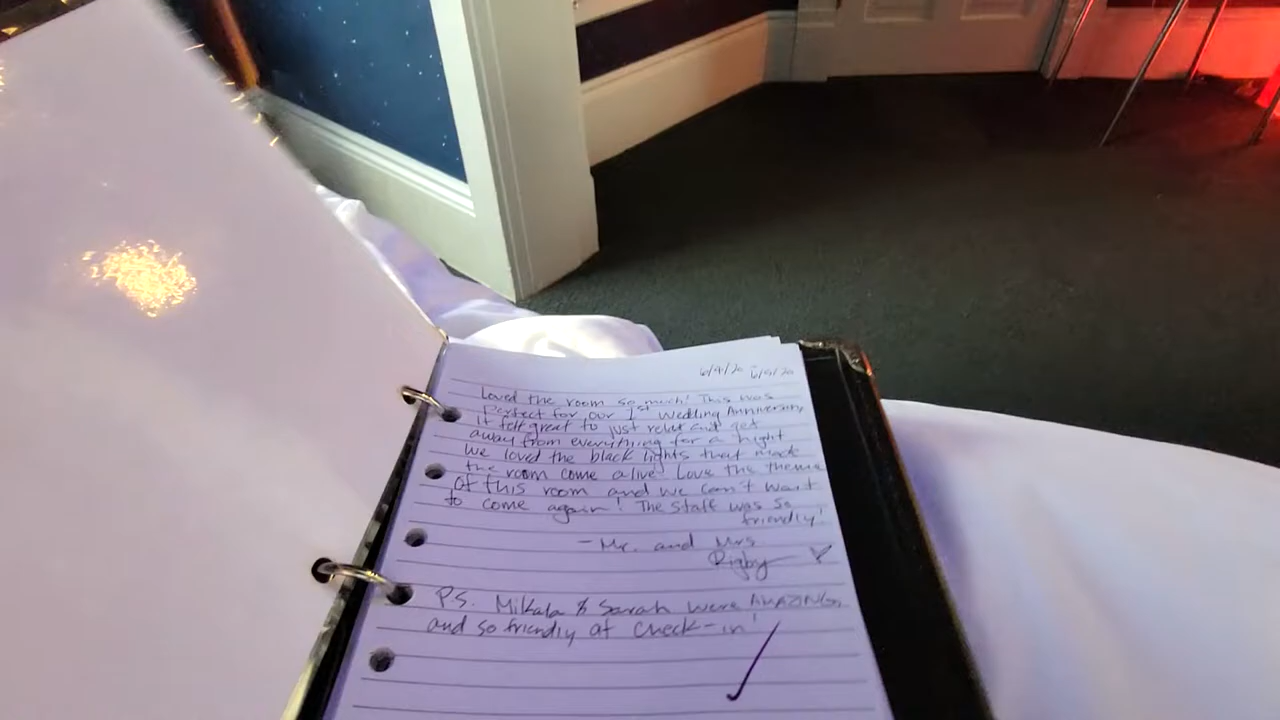 6/4/20 - 6/5/20
Loved the room so much! This was
perfect for our 1st Wedding Anniversary
it felt great to just relax and get
away from everything for a night
we loved the black lights that made
the room come alive! Love the theme
of this room and we can't wait
to come again! The staff was so
friendly!
- Mr. and Mrs
Rigby
P.S. Mikala & Sarah were AMAZING,
and so friendly at check-in!